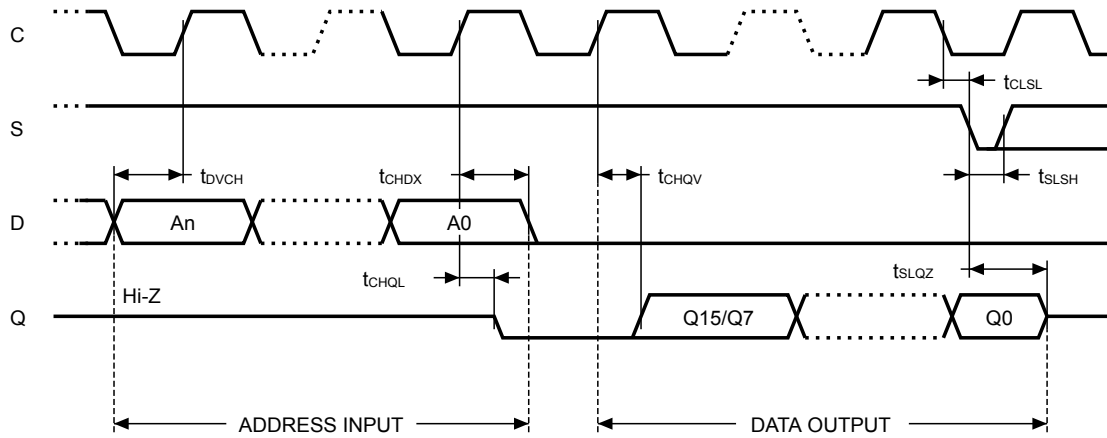 C
tCLSL
S
tDVCH
tCHDX
tCHQV
tSLSH
D
An
A0
tCHQL
tSLQZ
Hi-Z
Q
Q15/Q7
Q0
ADDRESS INPUT
DATA OUTPUT